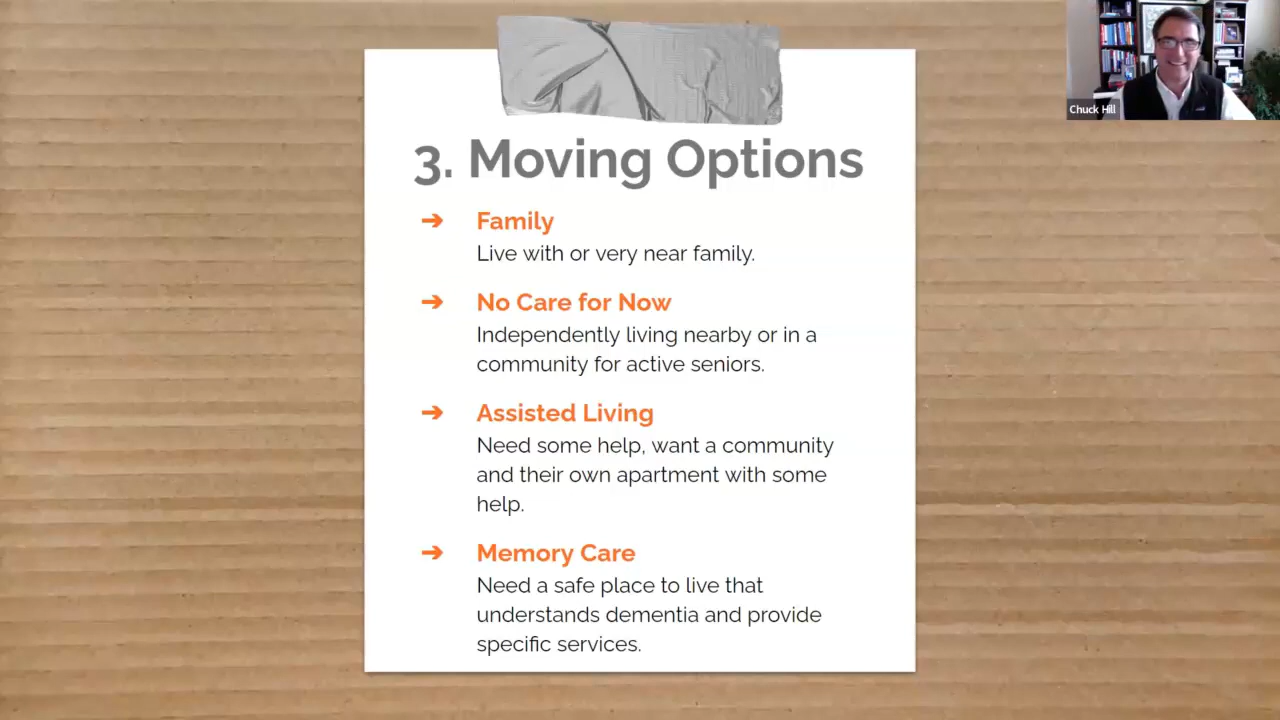 3. Moving Options
➔ Family
Live with or very near family.
➔ No Care for Now
Independently living nearby or in a
community for active seniors.
➔ Assisted Living
Need some help, want a community
and their own apartment with some
help.
➔ Memory Care
Need a safe place to live that
understands dementia and provide
specific services.
Chuck Hill